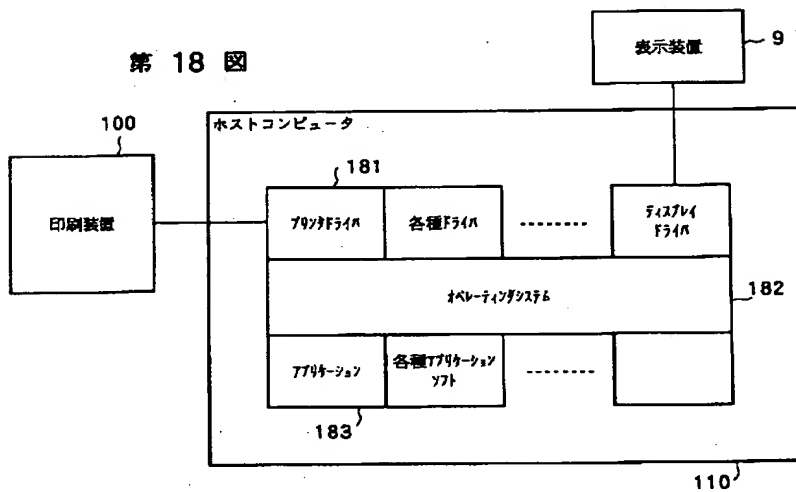 第 18 図
表示装置
9
100
ホストコンピュータ
印刷装置
181
プリンタドライバ
各種ドライバ
ディスプレイ
ドライバ
オペレーティングシステム
182
アプリケーション
各種アプリケーション
ソフト
183
110